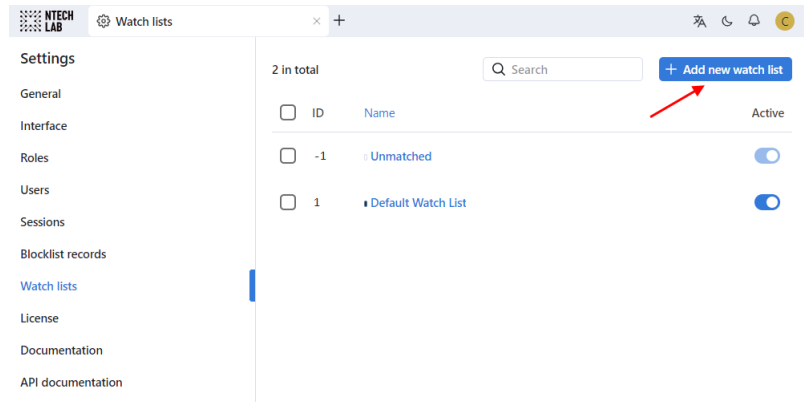 NTECH
LAB
Watch lists
C
Settings
General
Interface
Roles
Users
Sessions
Blocklist records
Watch lists
License
Documentation
API documentation
2 in total
Search
+ Add new watch list
ID Name Active
-1 Unmatched
1 Default Watch List